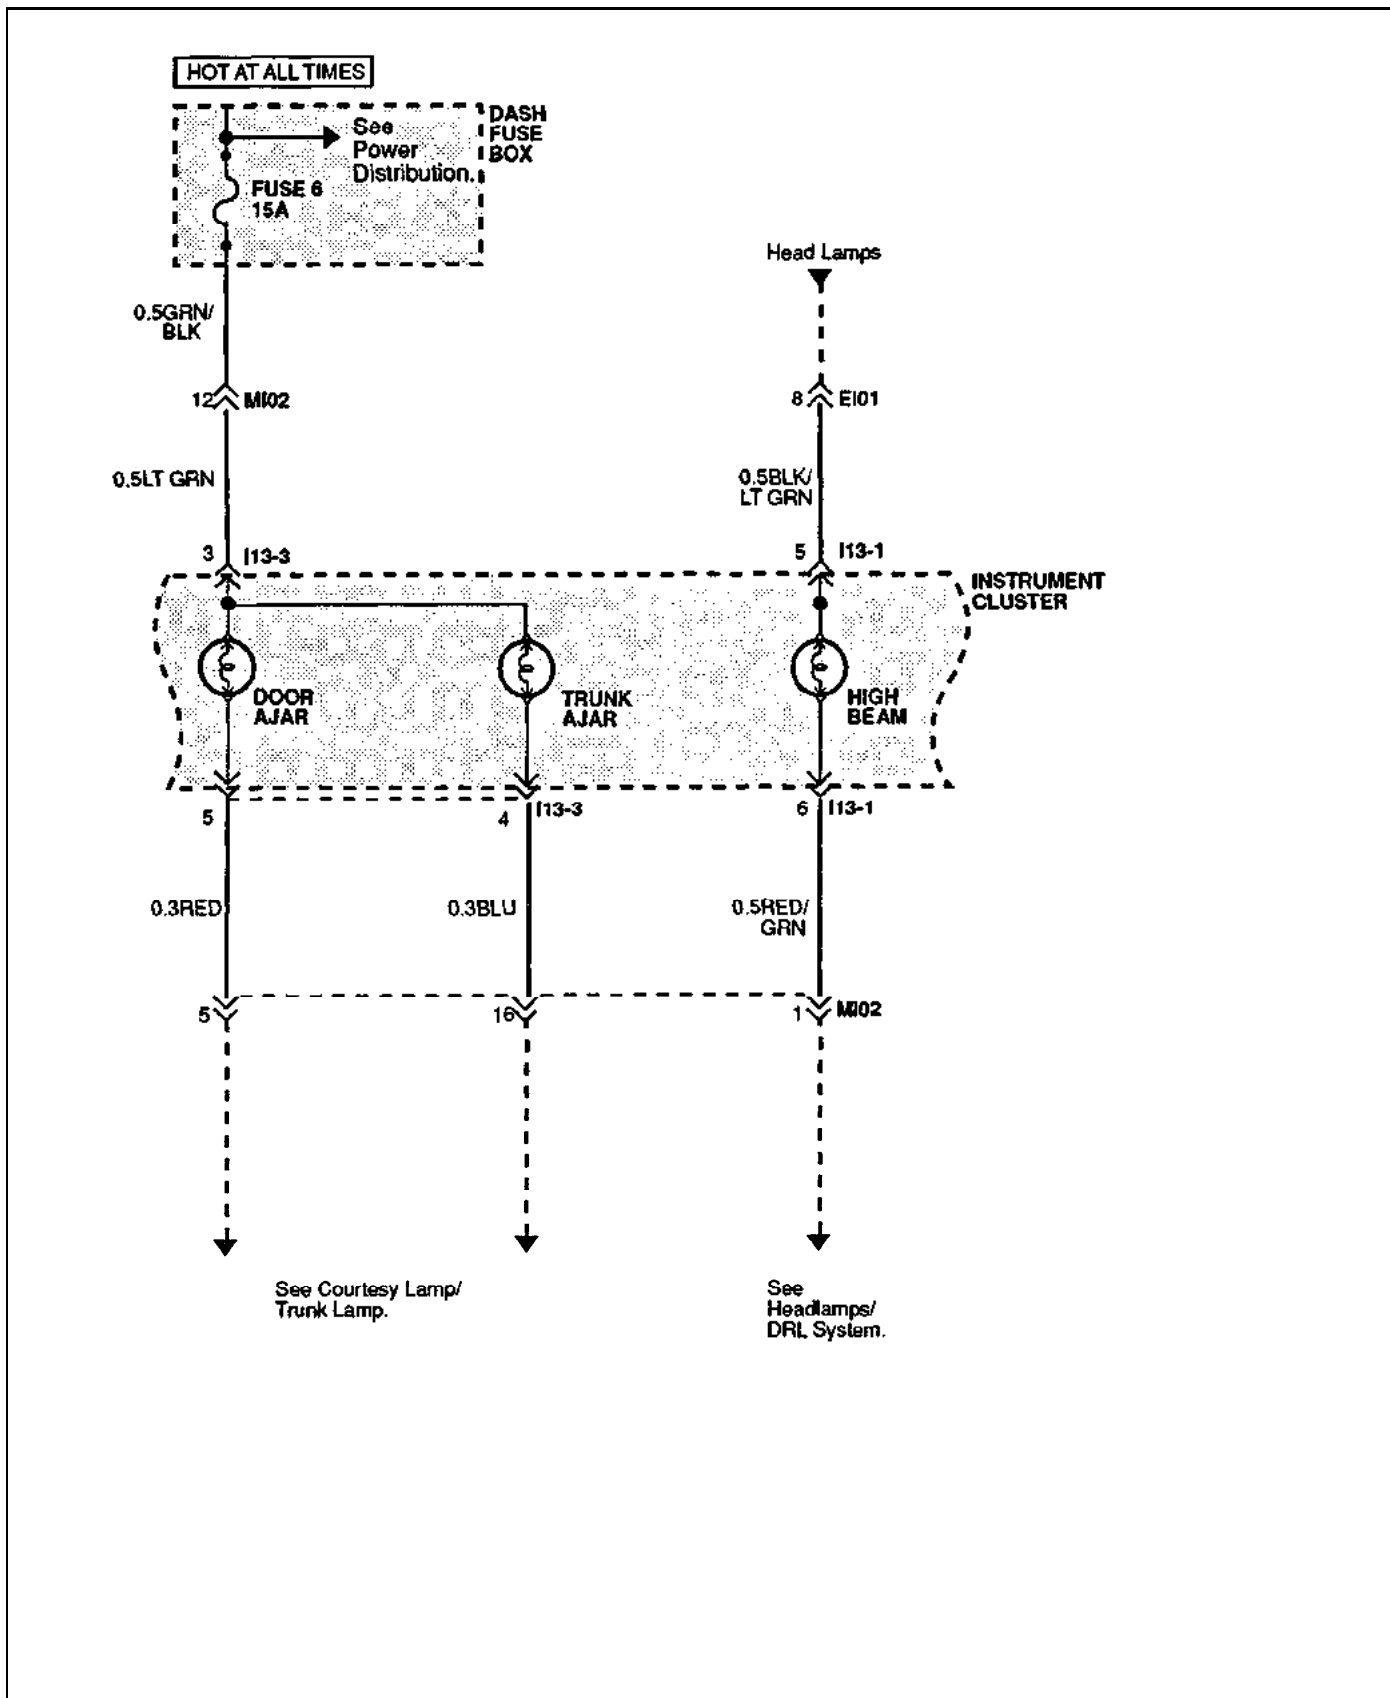 HOT AT ALL TIMES
DASH
FUSE
BOX
See
Power
Distribution.
FUSE 6
15A
Head Lamps
0.5GRN/
BLK
12 MI02
8 EI01
0.5LT GRN
0.5BLK/
LT GRN
3 I13-3
5 I13-1
INSTRUMENT
CLUSTER
DOOR
AJAR
TRUNK
AJAR
HIGH
BEAM
5
4 I13-3
6 I13-1
0.3RED
0.3BLU
0.5RED/
GRN
5
16
1 MI02
See Courtesy Lamp/
Trunk Lamp.
See
Headlamps/
DRL System.